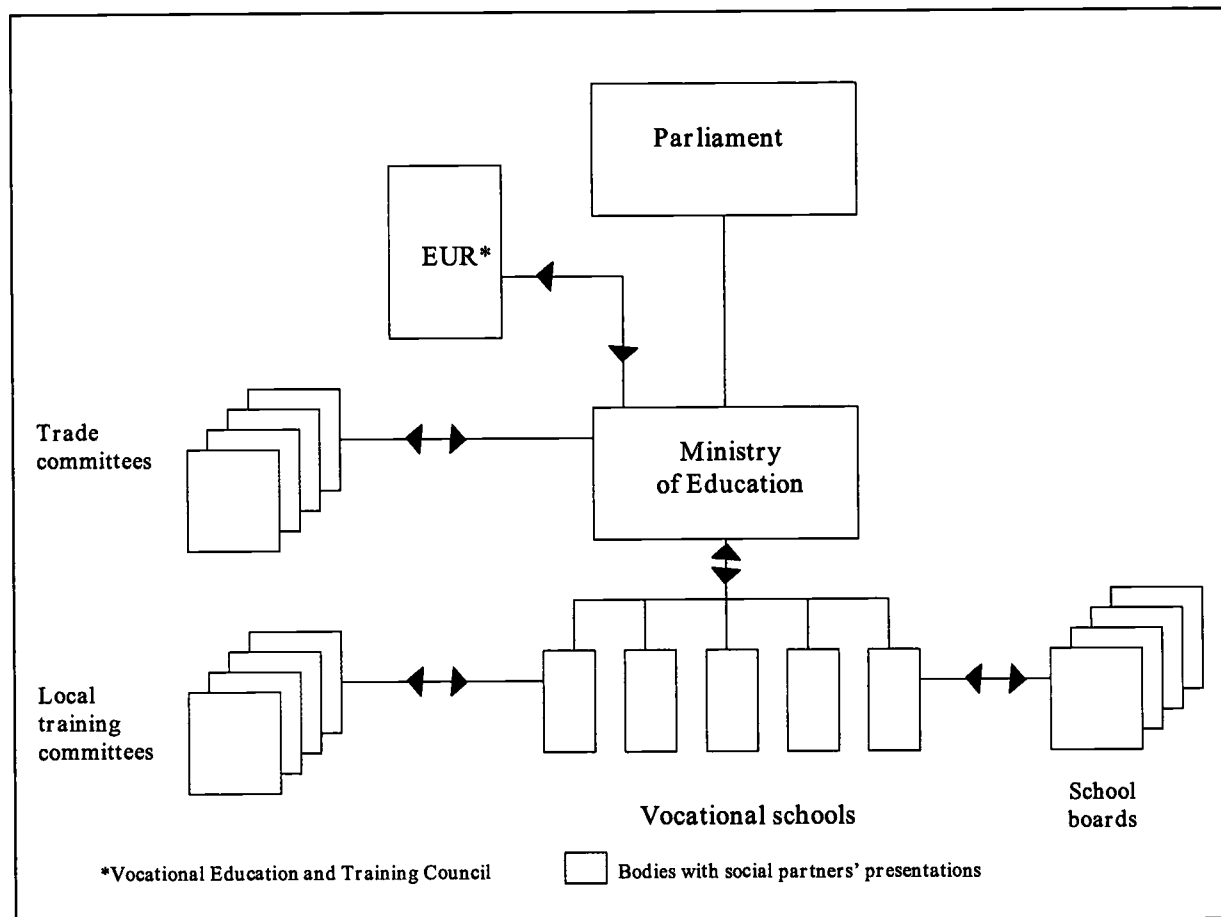 Parliament
EUR*
Trade
committees
Ministry
of Education
Local
training
committees
Vocational schools
School
boards
*Vocational Education and Training Council
Bodies with social partners' presentations